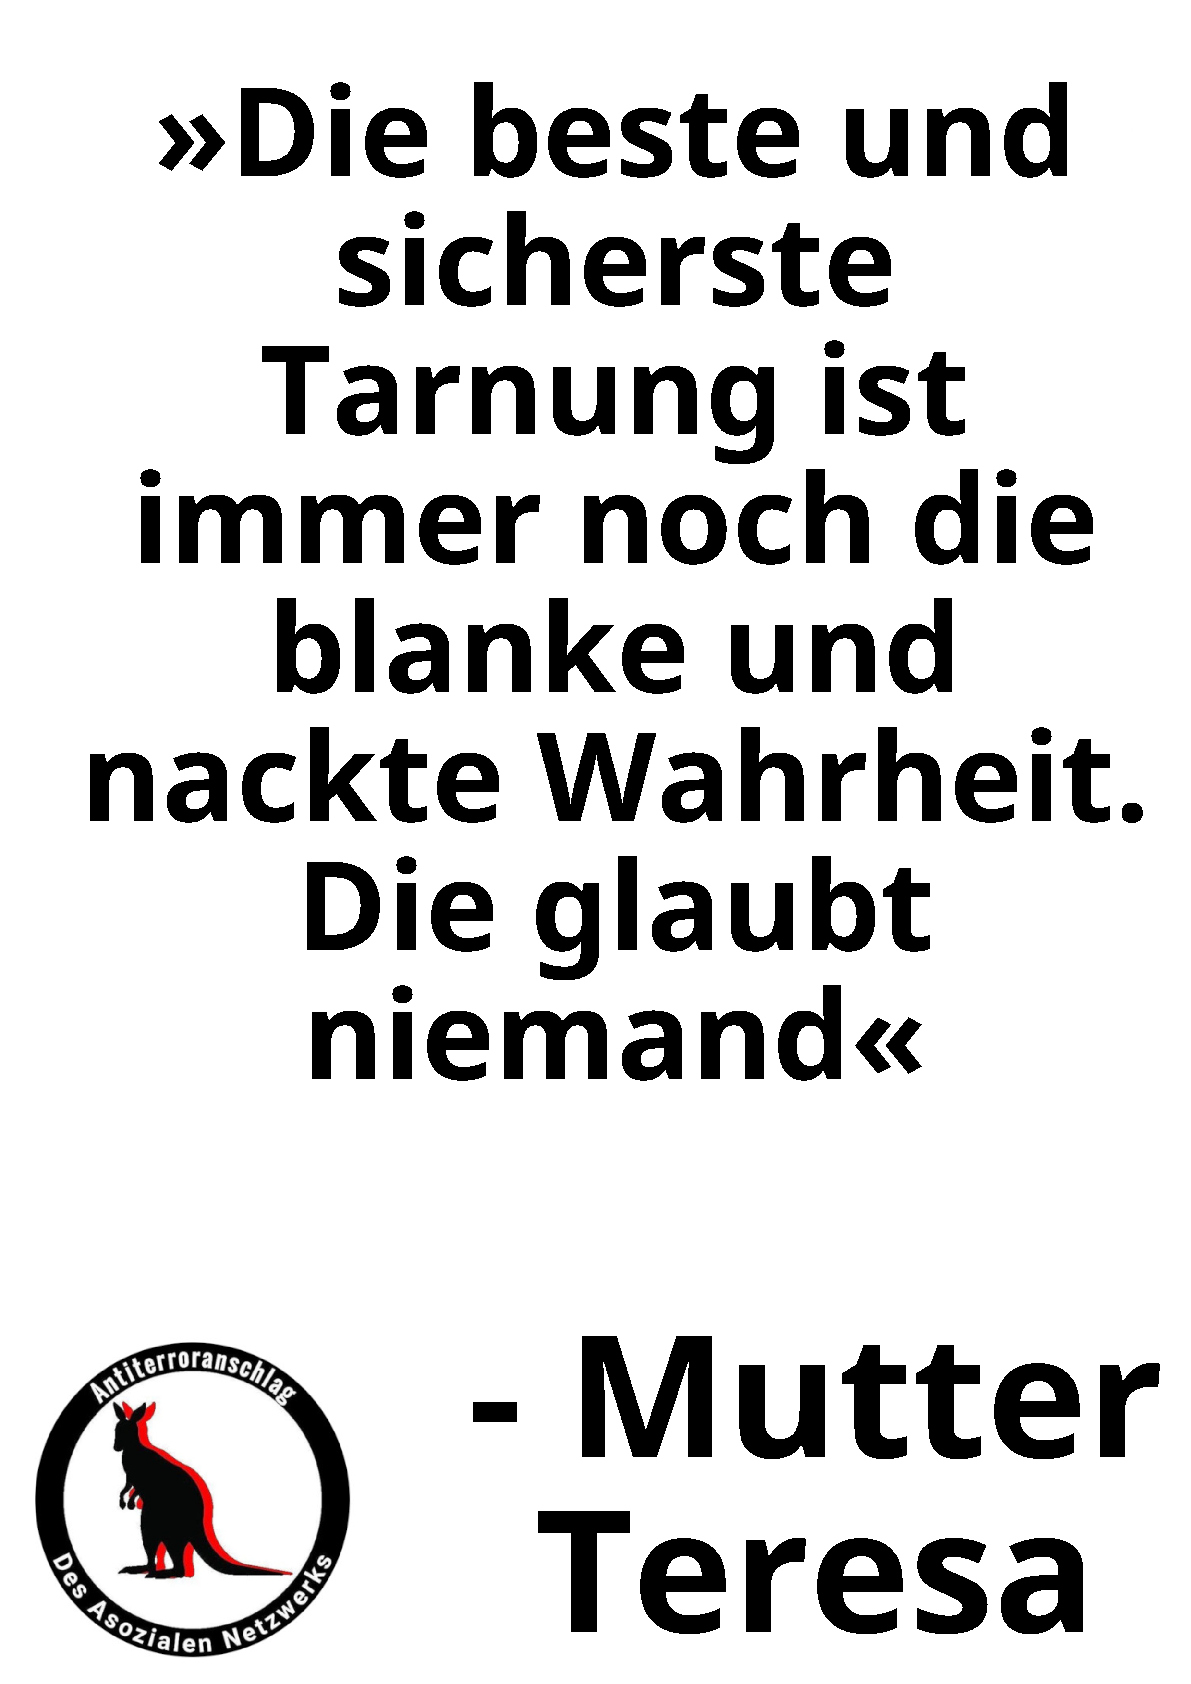 »Die beste und
sicherste
Tarnung ist
immer noch die
blanke und
nackte Wahrheit.
Die glaubt
niemand«
- Mutter
Teresa
Antiterroranschlag
Des Asozialen Netzwerks